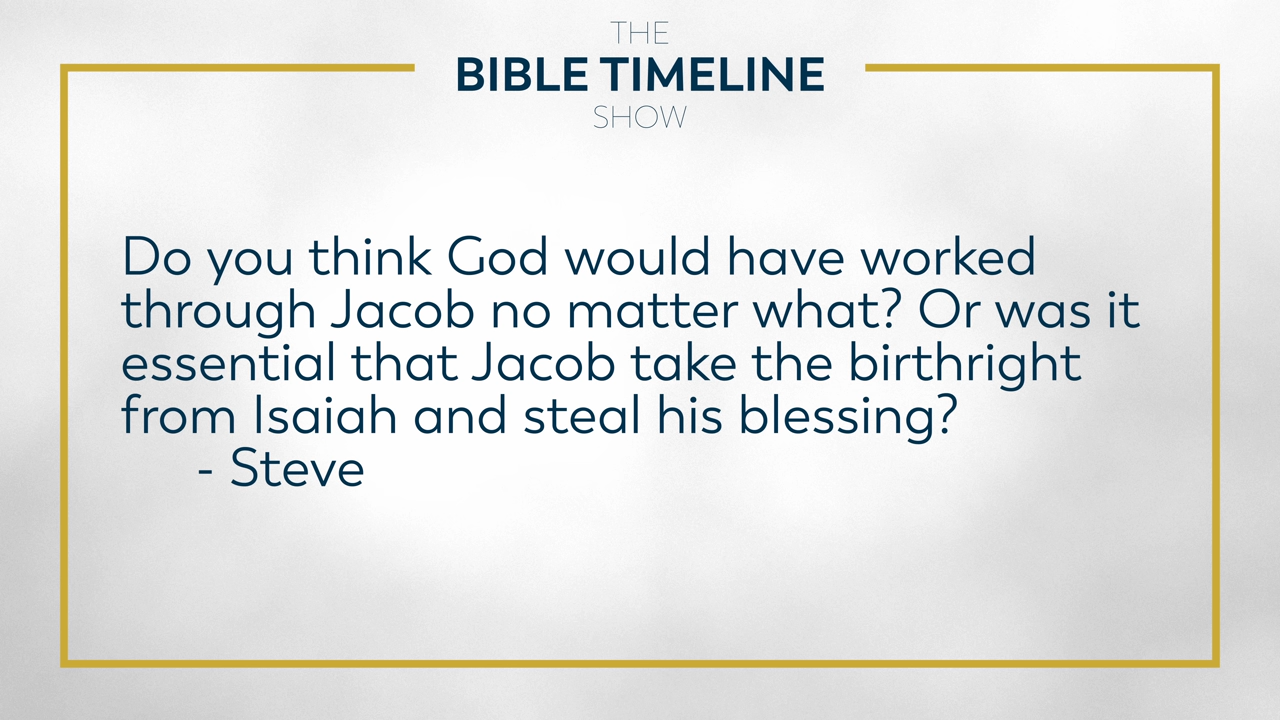 THE
BIBLE TIMELINE
SHOW
Do you think God would have worked
through Jacob no matter what? Or was it
essential that Jacob take the birthright
from Isaiah and steal his blessing?
- Steve